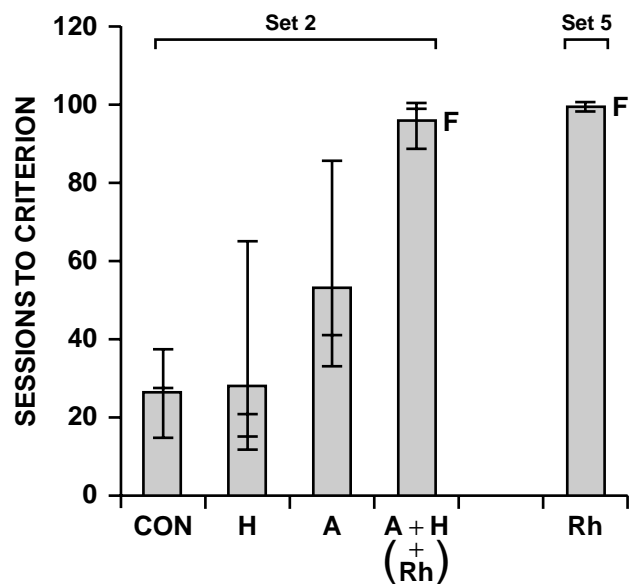 Set 2 Set 5
120
100
80
60
40
20
0
SESSIONS TO CRITERION
F F
CON H A A + H Rh
( + )
Rh